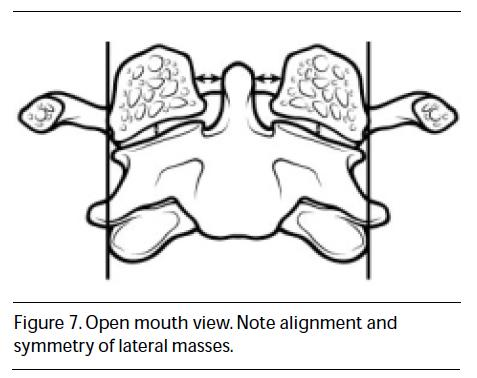 Figure 7. Open mouth view. Note alignment and
symmetry of lateral masses.